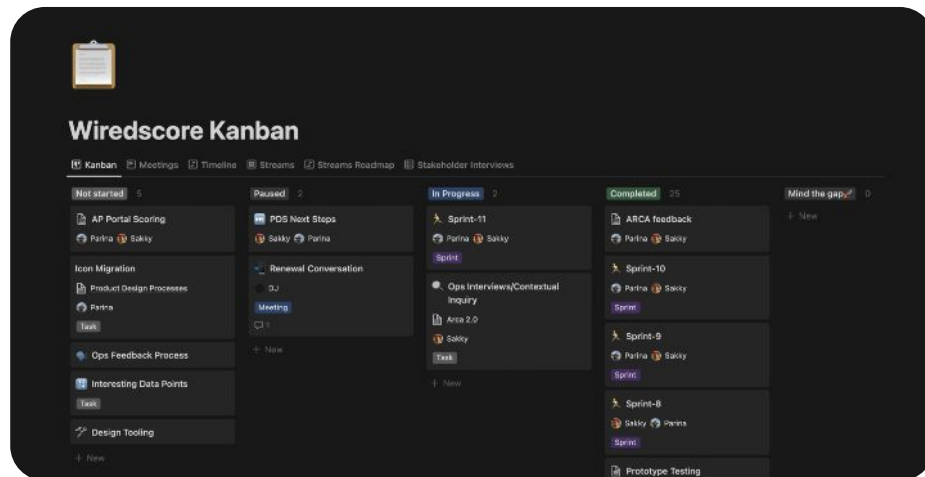 Wiredscore Kanban
Kanban Meetings Timeline Streams Streams Roadmap Stakeholder Interviews
Not started 5
AP Portal Scoring
Parina Sakky
Icon Migration
Product Design Processes
Parina
Task
Ops Feedback Process
Interesting Data Points
Task
Design Tooling
+ New
Paused 2
PDS Next Steps
Sakky Parina
Renewal Conversation
DJ
Meeting
1
+ New
In Progress 2
Sprint-11
Parina Sakky
Sprint
Ops Interviews/Contextual
Inquiry
Arca 2.0
Sakky
Task
+ New
Completed 25
ARCA feedback
Parina Sakky
Sprint-10
Parina Sakky
Sprint
Sprint-9
Parina Sakky
Sprint
Sprint-8
Sakky Parina
Sprint
Prototype Testing
Mind the gap🚀 0
+ New